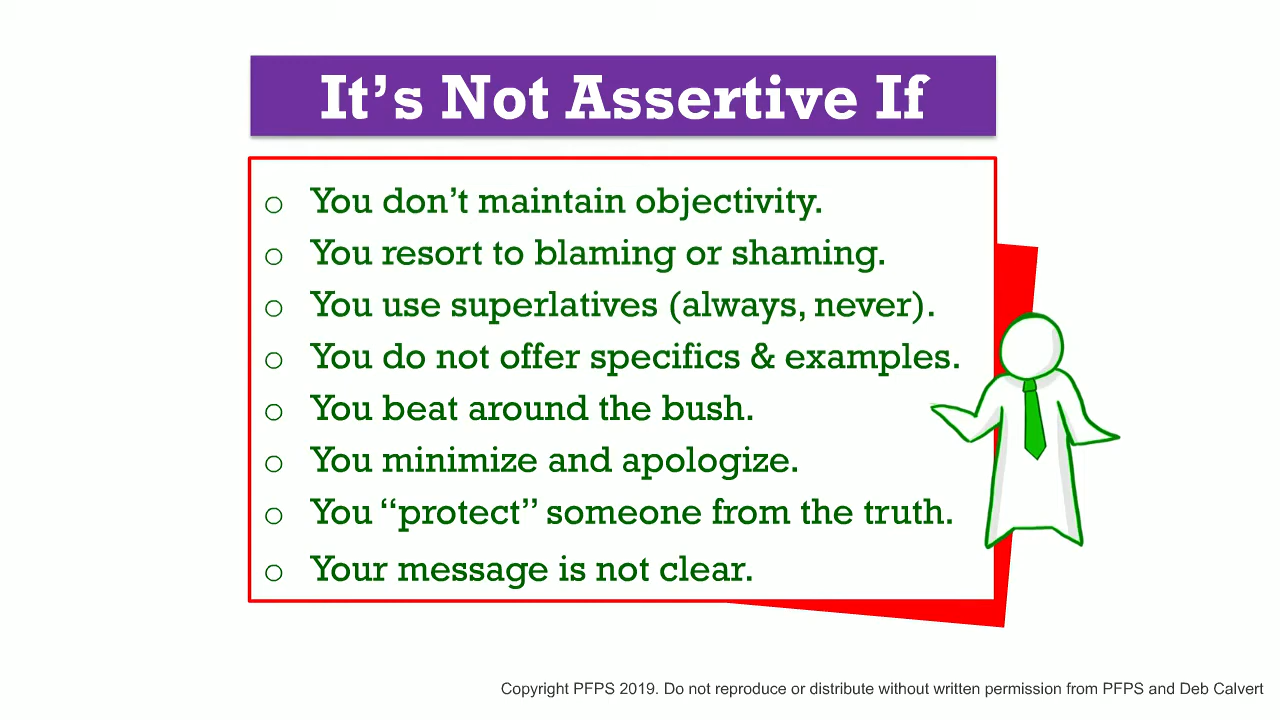 It’s Not Assertive If
o You don’t maintain objectivity.
o You resort to blaming or shaming.
o You use superlatives (always, never).
o You do not offer specifics & examples.
o You beat around the bush.
o You minimize and apologize.
o You “protect” someone from the truth.
o Your message is not clear.
Copyright PFPS 2019. Do not reproduce or distribute without written permission from PFPS and Deb Calvert